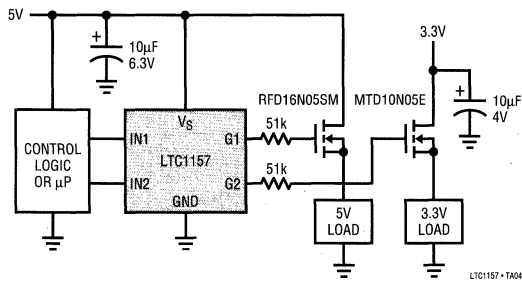 5V
3.3V
+
10µF
6.3V
RFD16N05SM
MTD10N05E
+
10µF
4V
VS
51k
IN1
G1
CONTROL
LOGIC
OR µP
LTC1157
51k
IN2
G2
GND
5V
LOAD
3.3V
LOAD
LTC1157 • TA04